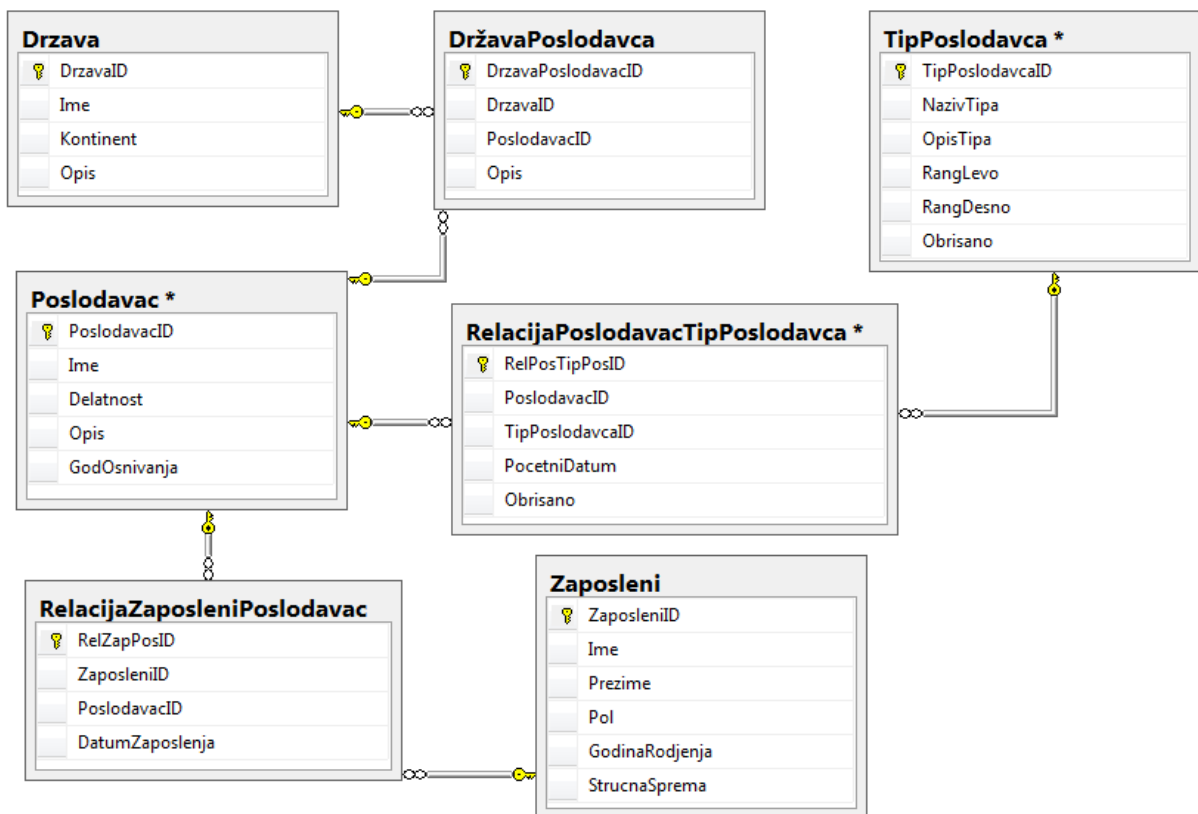 Drzava
DrzavaID
Ime
Kontinent
Opis
DržavaPoslodavca
DrzavaPoslodavacID
DrzavaID
PoslodavacID
Opis
TipPoslodavca *
TipPoslodavcaID
NazivTipa
OpisTipa
RangLevo
RangDesno
Obrisano
Poslodavac *
PoslodavacID
Ime
Delatnost
Opis
GodOsnivanja
RelacijaPoslodavacTipPoslodavca *
RelPosTipPosID
PoslodavacID
TipPoslodavcaID
PocetniDatum
Obrisano
RelacijaZaposleniPoslodavac
RelZapPosID
ZaposleniID
PoslodavacID
DatumZaposlenja
Zaposleni
ZaposleniID
Ime
Prezime
Pol
GodinaRodjenja
StrucnaSprema